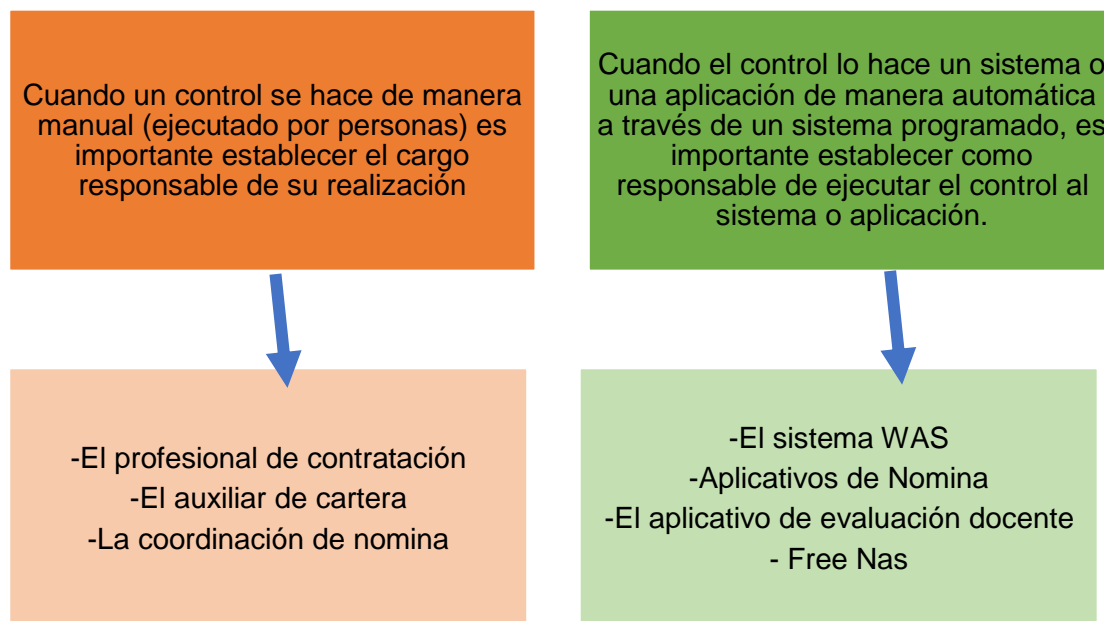 Cuando un control se hace de manera
manual (ejecutado por personas) es
importante establecer el cargo
responsable de su realización
Cuando el control lo hace un sistema o
una aplicación de manera automática
a través de un sistema programado, es
importante establecer como
responsable de ejecutar el control al
sistema o aplicación.
-El profesional de contratación
-El auxiliar de cartera
-La coordinación de nomina
-El sistema WAS
-Aplicativos de Nomina
-El aplicativo de evaluación docente
- Free Nas